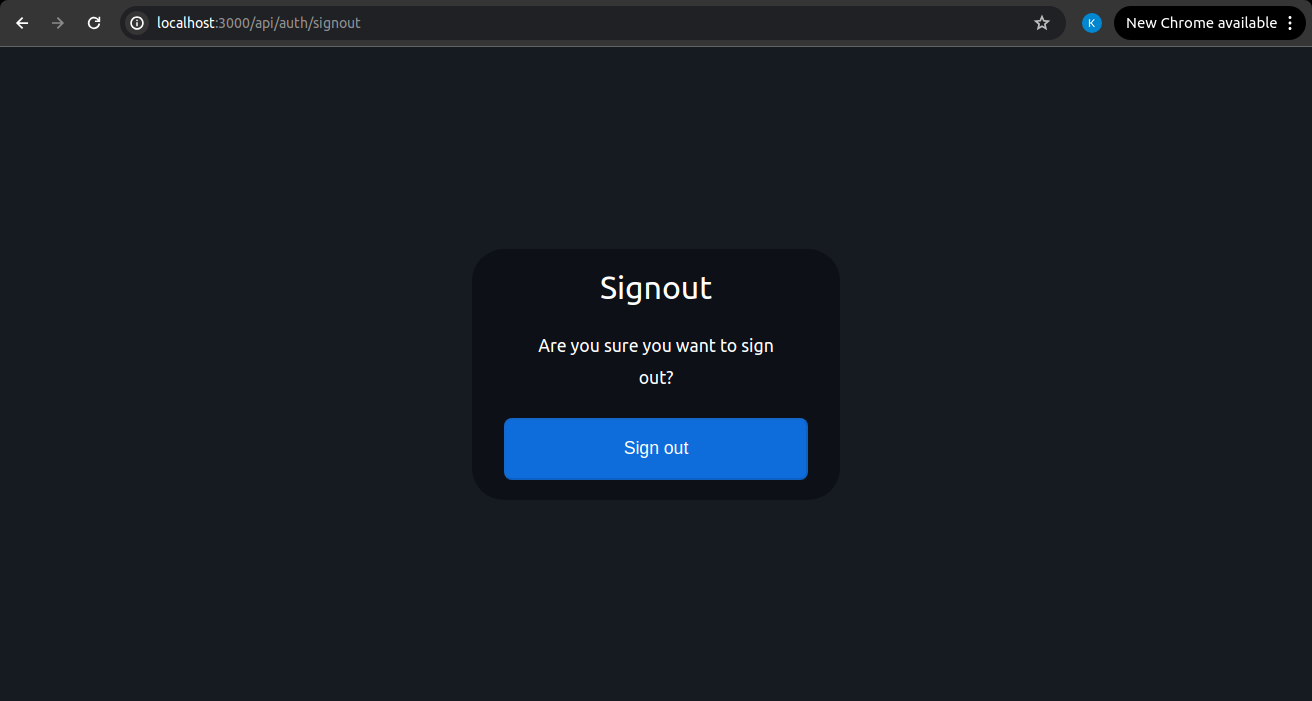 localhost:3000/api/auth/signout
K
New Chrome available
Signout
Are you sure you want to sign
out?
Sign out